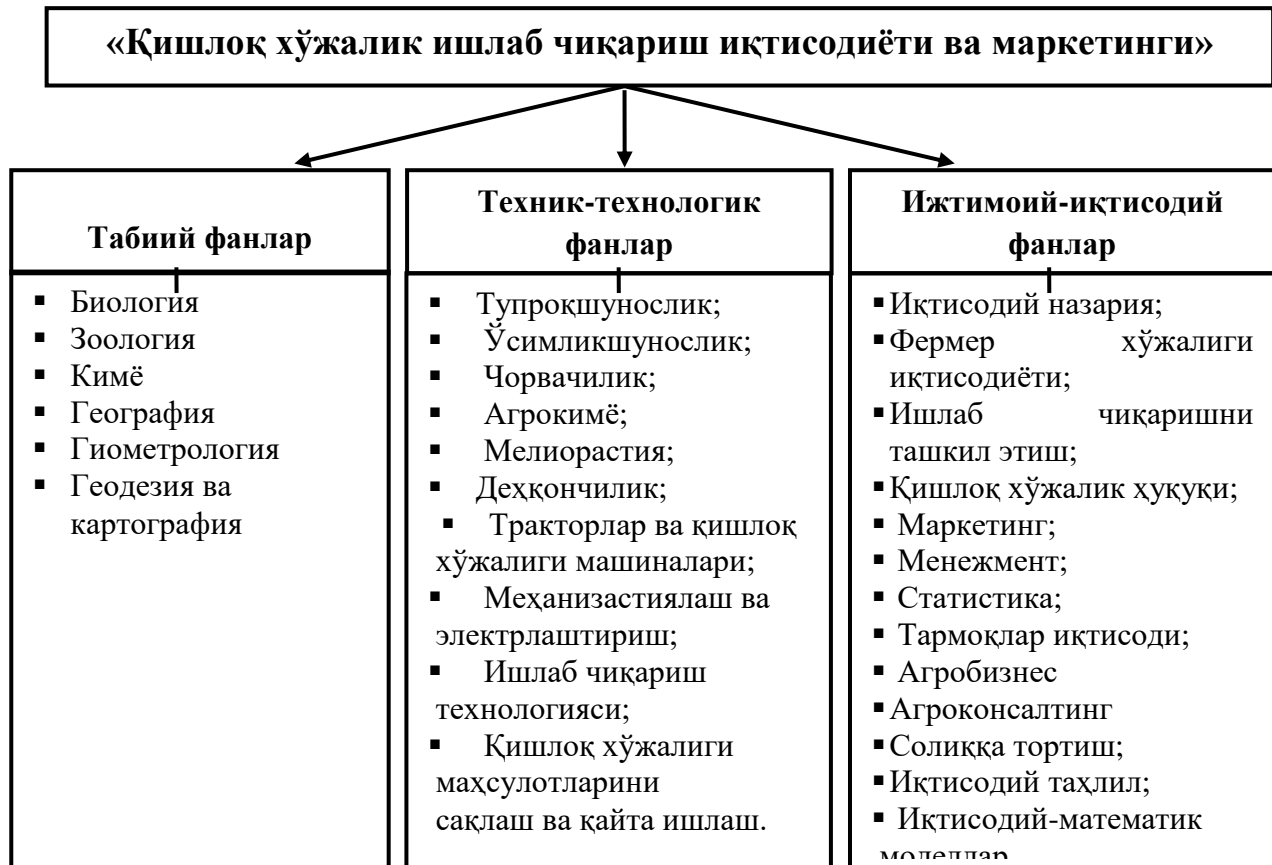 «Қишлоқ хўжалик ишлаб чиқариш иқтисодиёти ва маркетинги»
Табиий фанлар
▪ Биология
▪ Зоология
▪ Кимё
▪ География
▪ Гиометрология
▪ Геодезия ва
картография
Техник-технологик
фанлар
▪ Тупроқшунослик;
▪ Ўсимликшунослик;
▪ Чорвачилик;
▪ Агрокимё;
▪ Мелиорастия;
▪ Деҳқончилик;
▪ Тракторлар ва қишлоқ
хўжалиги машиналари;
▪ Меҳанизастиялаш ва
электрлаштириш;
▪ Ишлаб чиқариш
технологияси;
▪ Қишлоқ хўжалиги
маҳсулотларини
сақлаш ва қайта ишлаш.
Ижтимоий-иқтисодий
фанлар
▪ Иқтисодий назария;
▪ Фермер хўжалиги
иқтисодиёти;
▪ Ишлаб чиқаришни
ташкил этиш;
▪ Қишлоқ хўжалик ҳуқуқи;
▪ Маркетинг;
▪ Менежмент;
▪ Статистика;
▪ Тармоқлар иқтисоди;
▪ Агробизнес
▪ Агроконсалтинг
▪ Солиққа тортиш;
▪ Иқтисодий таҳлил;
▪ Иқтисодий-математик
моделлар